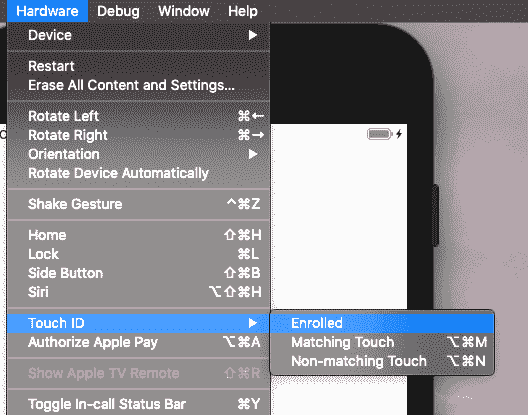 Hardware Debug Window Help
Device
Restart
Erase All Content and Settings...
Rotate Left ⌘←
Rotate Right ⌘→
Orientation
Rotate Device Automatically
Shake Gesture ^⌘Z
Home ⇧⌘H
Lock ⌘L
Side Button ⇧⌘B
Siri ⌥⇧⌘H
Touch ID Enrolled
Authorize Apple Pay ⌥⌘A
Matching Touch ⌥⌘M
Non-matching Touch ⌥⌘N
Show Apple TV Remote ⇧⌘R
Toggle In-call Status Bar ⌘Y